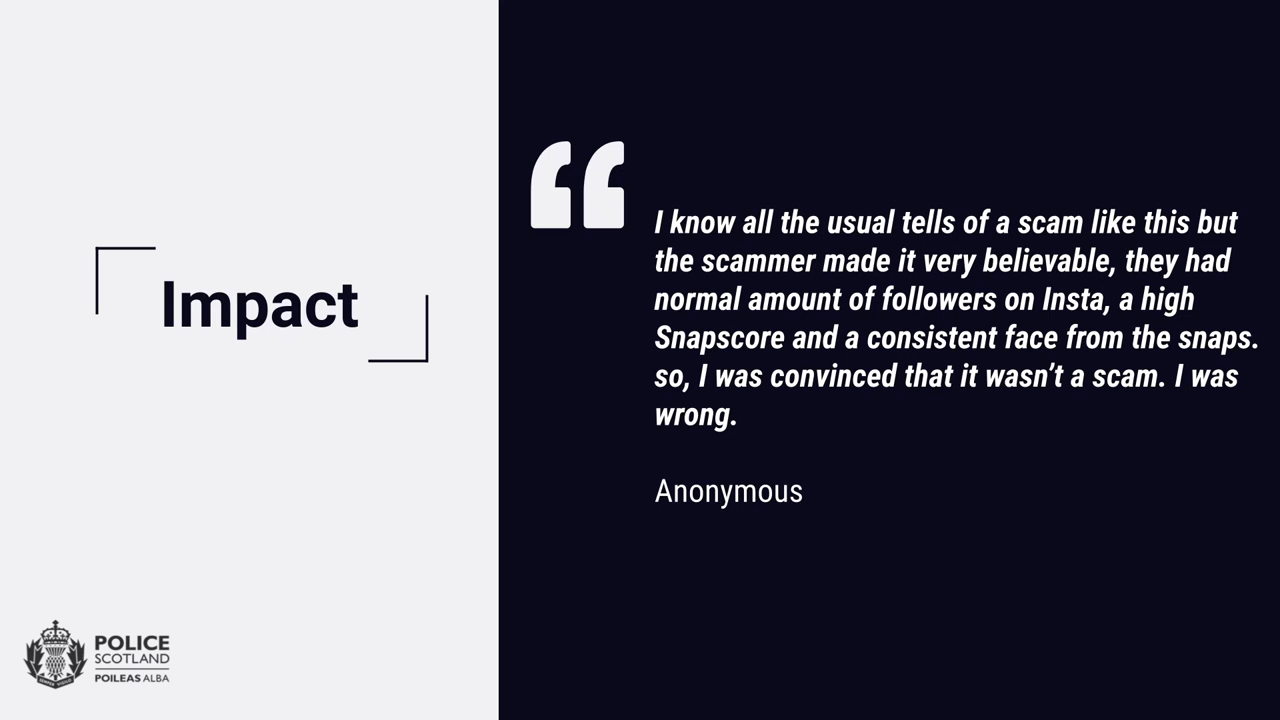 Impact
“
I know all the usual tells of a scam like this but
the scammer made it very believable, they had
normal amount of followers on Insta, a high
Snapscore and a consistent face from the snaps.
so, I was convinced that it wasn’t a scam. I was
wrong.
Anonymous
POLICE
SCOTLAND
POILEAS ALBA
SEMPER VIGILO